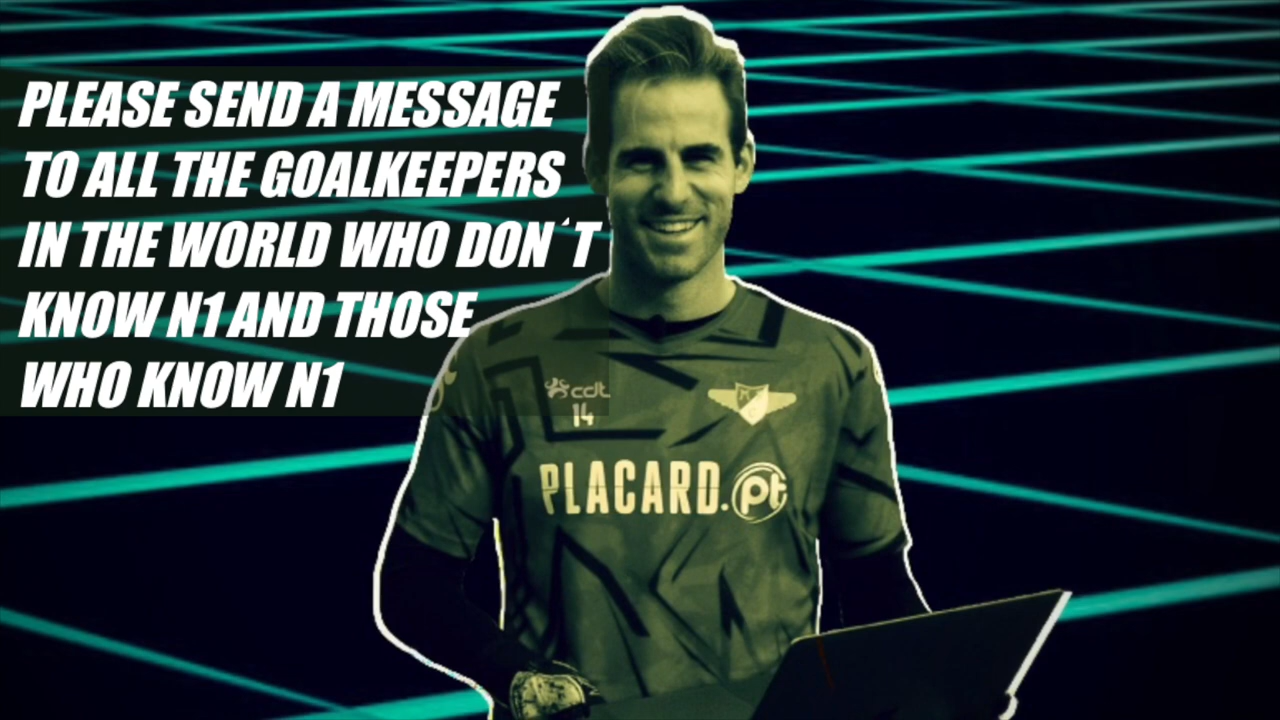 PLEASE SEND A MESSAGE
TO ALL THE GOALKEEPERS
IN THE WORLD WHO DON´T
KNOW N1 AND THOSE
WHO KNOW N1
cdt
14
PLACARD.pt